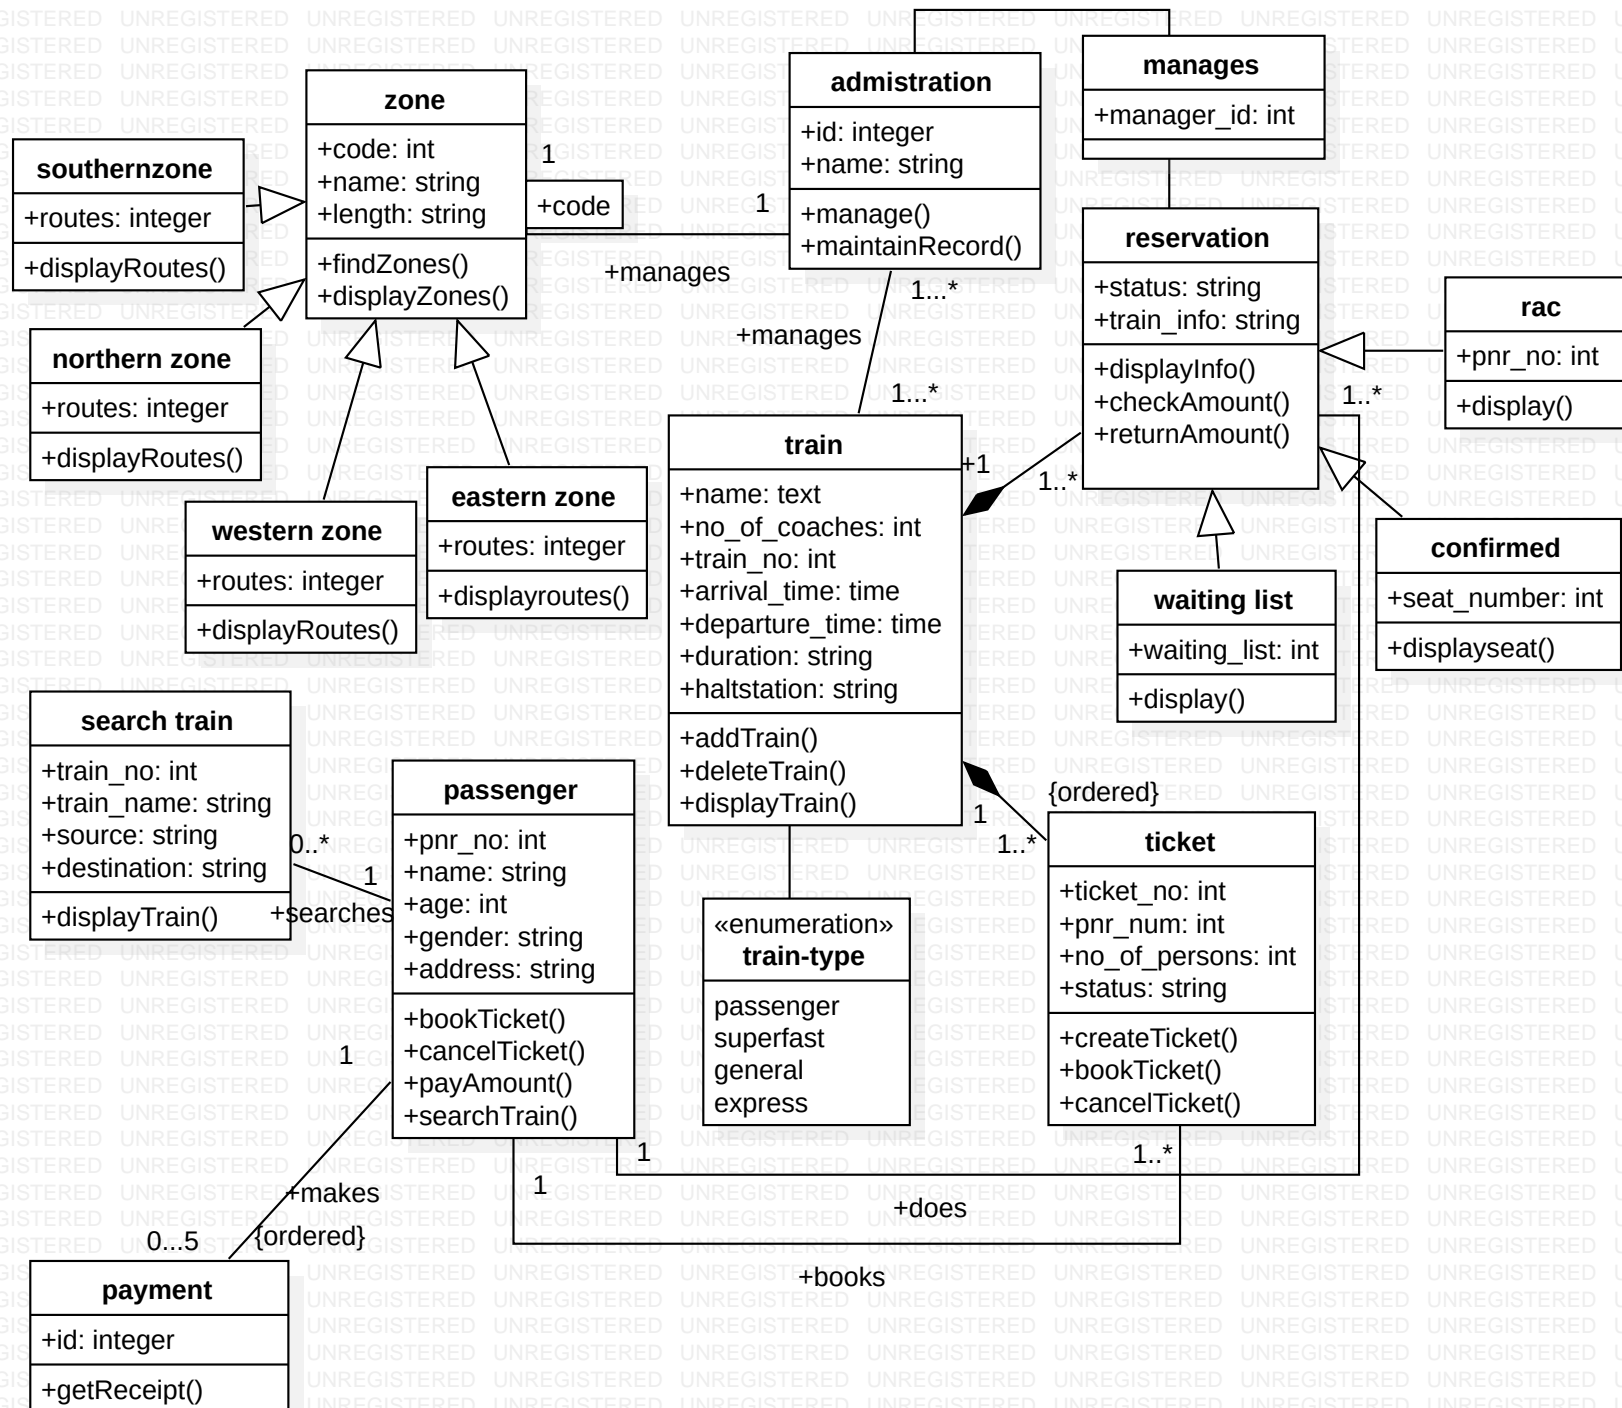 zone
+code: int
+name: string
+length: string
+findZones()
+displayZones()
southernzone
+routes: integer
+displayRoutes()
northern zone
+routes: integer
+displayRoutes()
western zone
+routes: integer
+displayRoutes()
eastern zone
+routes: integer
+displayroutes()
1
+code
1
+manages
admistration
+id: integer
+name: string
+manage()
+maintainRecord()
manages
+manager_id: int
1...*
+manages
1...*
reservation
+status: string
+train_info: string
+displayInfo()
+checkAmount()
+returnAmount()
rac
+pnr_no: int
+display()
1..*
confirmed
+seat_number: int
+displayseat()
waiting list
+waiting_list: int
+display()
train
+name: text
+no_of_coaches: int
+train_no: int
+arrival_time: time
+departure_time: time
+duration: string
+haltstation: string
+addTrain()
+deleteTrain()
+displayTrain()
+1
1..*
1
1..*
{ordered}
ticket
+ticket_no: int
+pnr_num: int
+no_of_persons: int
+status: string
+createTicket()
+bookTicket()
+cancelTicket()
«enumeration»
train-type
passenger
superfast
general
express
search train
+train_no: int
+train_name: string
+source: string
+destination: string
+displayTrain()
0..*
1
+searches
passenger
+pnr_no: int
+name: string
+age: int
+gender: string
+address: string
+bookTicket()
+cancelTicket()
+payAmount()
+searchTrain()
1
+makes
{ordered}
0...5
1
1
1..*
+does
+books
payment
+id: integer
+getReceipt()
UNREGISTERED